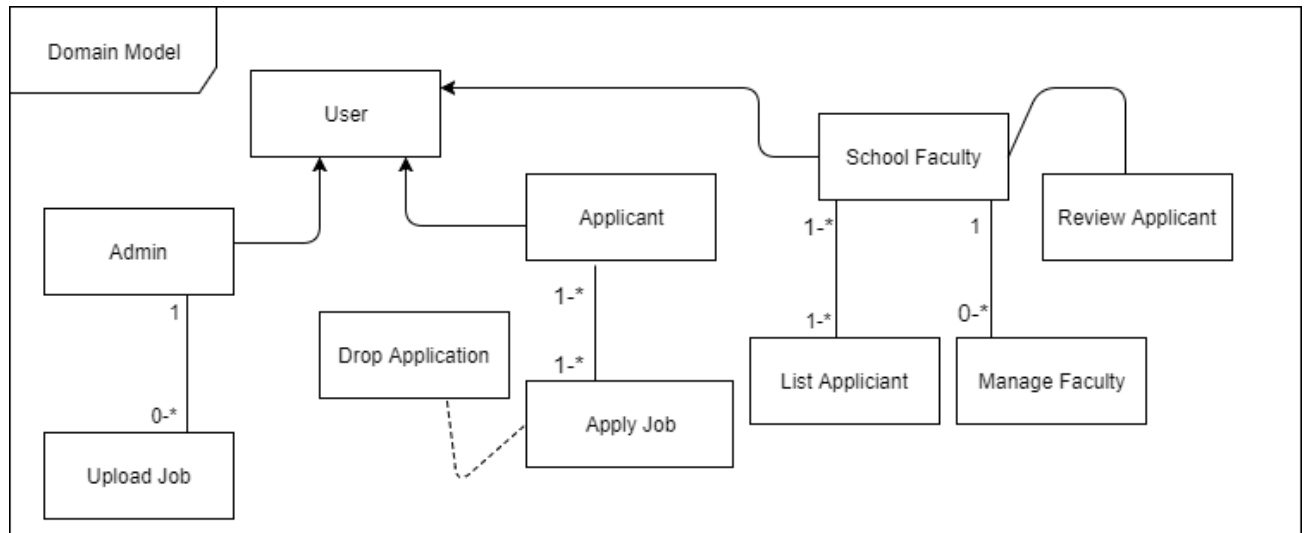 Domain Model
User
School Faculty
Applicant
Review Applicant
Admin
1-*
1
1-*
1
Drop Application
1-*
0-*
1-*
List Appliciant
Manage Faculty
0-*
Apply Job
Upload Job